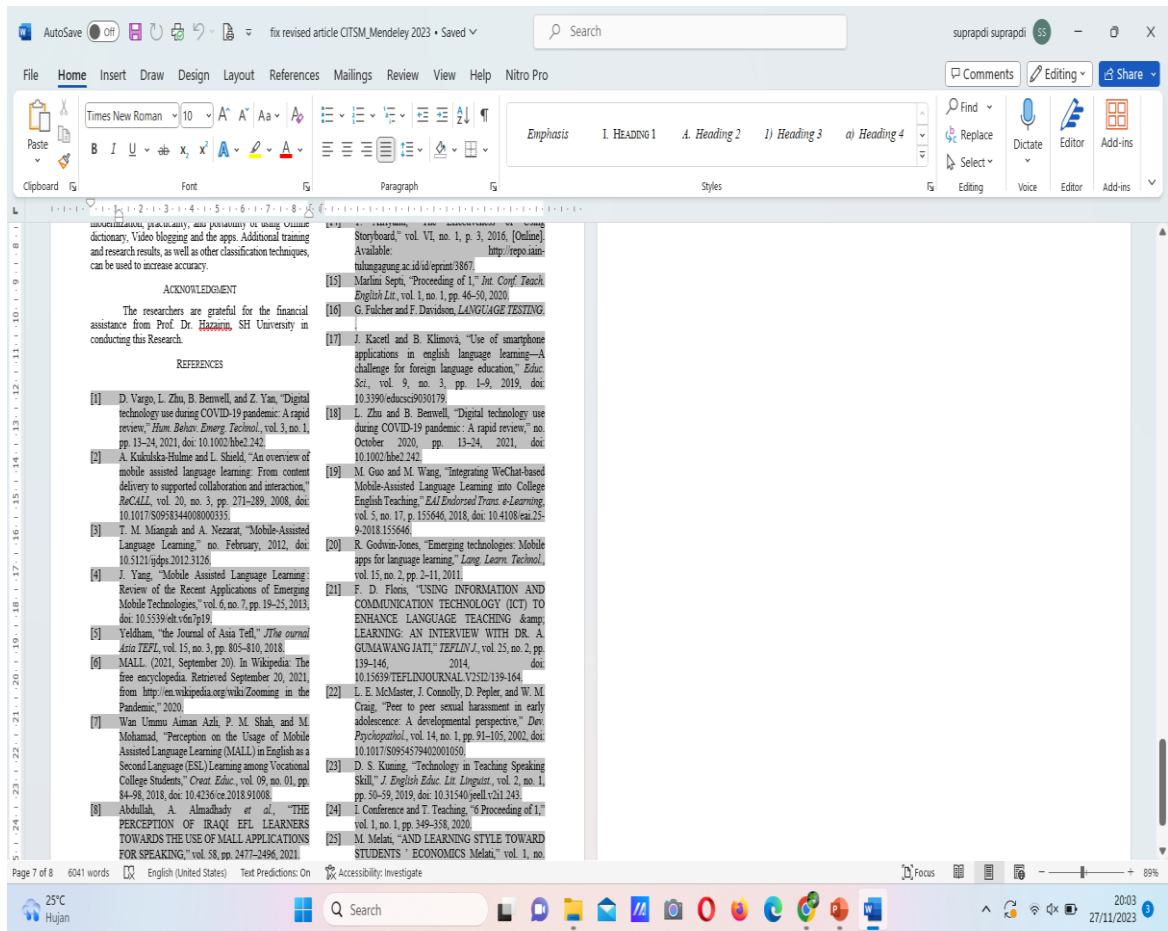 AutoSave Off fix revised article CITSM_Mendeley 2023 • Saved Search suprapdi suprapdi SS
File Home Insert Draw Design Layout References Mailings Review View Help Nitro Pro Comments Editing Share
Paste
Clipboard
Times New Roman 10
Font
Paragraph
Emphasis I. HEADING 1 A. Heading 2 1) Heading 3 a) Heading 4
Styles
Find
Replace
Select
Editing
Dictate
Voice
Editor
Editor
Add-ins
Add-ins
modernization, practicality, and portability of using Online
dictionary, Video blogging and the apps. Additional training
and research results, as well as other classification techniques,
can be used to increase accuracy.
ACKNOWLEDGMENT
The researchers are grateful for the financial
assistance from Prof. Dr. Hazairin, SH University in
conducting this Research.
REFERENCES
[1] D. Vargo, L. Zhu, B. Benwell, and Z. Yan, “Digital
technology use during COVID-19 pandemic: A rapid
review,” Hum. Behav. Emerg. Technol., vol. 3, no. 1,
pp. 13–24, 2021, doi: 10.1002/hbe2.242.
[2] A. Kukulska-Hulme and L. Shield, “An overview of
mobile assisted language learning: From content
delivery to supported collaboration and interaction,”
ReCALL, vol. 20, no. 3, pp. 271–289, 2008, doi:
10.1017/S0958344008000335.
[3] T. M. Miangah and A. Nezarat, “Mobile-Assisted
Language Learning,” no. February, 2012, doi:
10.5121/ijdps.2012.3126.
[4] J. Yang, “Mobile Assisted Language Learning :
Review of the Recent Applications of Emerging
Mobile Technologies,” vol. 6, no. 7, pp. 19–25, 2013,
doi: 10.5539/elt.v6n7p19.
[5] Yeldham, “the Journal of Asia Tefl,” JThe ournal
Asia TEFL, vol. 15, no. 3, pp. 805–810, 2018.
[6] MALL. (2021, September 20). In Wikipedia: The
free encyclopedia. Retrieved September 20, 2021,
from http://en.wikipedia.org/wiki/Zooming in the
Pandemic,” 2020.
[7] Wan Ummu Aiman Azli, P. M. Shah, and M.
Mohamad, “Perception on the Usage of Mobile
Assisted Language Learning (MALL) in English as a
Second Language (ESL) Learning among Vocational
College Students,” Creat. Educ., vol. 09, no. 01, pp.
84–98, 2018, doi: 10.4236/ce.2018.91008.
[8] Abdullah, A. Almadhady et al., “THE
PERCEPTION OF IRAQI EFL LEARNERS
TOWARDS THE USE OF MALL APPLICATIONS
FOR SPEAKING,” vol. 58, pp. 2477–2496, 2021.
Storyboard,” vol. VI, no. 1, p. 3, 2016, [Online].
Available: http://repo.iain-
tulungagung.ac.id/id/eprint/3867.
[15] Marlini Septi, “Proceeding of 1,” Int. Conf. Teach.
English Lit., vol. 1, no. 1, pp. 46–50, 2020.
[16] G. Fulcher and F. Davidson, LANGUAGE TESTING.
.
[17] J. Kacetl and B. Klímová, “Use of smartphone
applications in english language learning—A
challenge for foreign language education,” Educ.
Sci., vol. 9, no. 3, pp. 1–9, 2019, doi:
10.3390/educsci9030179.
[18] L. Zhu and B. Benwell, “Digital technology use
during COVID-19 pandemic : A rapid review,” no.
October 2020, pp. 13–24, 2021, doi:
10.1002/hbe2.242.
[19] M. Guo and M. Wang, “Integrating WeChat-based
Mobile-Assisted Language Learning into College
English Teaching,” EAI Endorsed Trans. e-Learning,
vol. 5, no. 17, p. 155646, 2018, doi: 10.4108/eai.25-
9-2018.155646.
[20] R. Godwin-Jones, “Emerging technologies: Mobile
apps for language learning,” Lang. Learn. Technol.,
vol. 15, no. 2, pp. 2–11, 2011.
[21] F. D. Floris, “USING INFORMATION AND
COMMUNICATION TECHNOLOGY (ICT) TO
ENHANCE LANGUAGE TEACHING &amp;
LEARNING: AN INTERVIEW WITH DR. A.
GUMAWANG JATI,” TEFLIN J., vol. 25, no. 2, pp.
139–146, 2014, doi:
10.15639/TEFLINJOURNAL.V25I2/139-164.
[22] L. E. McMaster, J. Connolly, D. Pepler, and W. M.
Craig, “Peer to peer sexual harassment in early
adolescence: A developmental perspective,” Dev.
Psychopathol., vol. 14, no. 1, pp. 91–105, 2002, doi:
10.1017/S0954579402001050.
[23] D. S. Kuning, “Technology in Teaching Speaking
Skill,” J. English Educ. Lit. Linguist., vol. 2, no. 1,
pp. 50–59, 2019, doi: 10.31540/jeell.v2i1.243.
[24] I. Conference and T. Teaching, “6 Proceeding of 1,”
vol. 1, no. 1, pp. 349–358, 2020.
[25] M. Melati, “AND LEARNING STYLE TOWARD
STUDENTS ’ ECONOMICS Melati,” vol. 1, no.
Page 7 of 8 6041 words English (United States) Text Predictions: On Accessibility: Investigate Focus 89%
25°C
Hujan
Search
20:03
27/11/2023 3